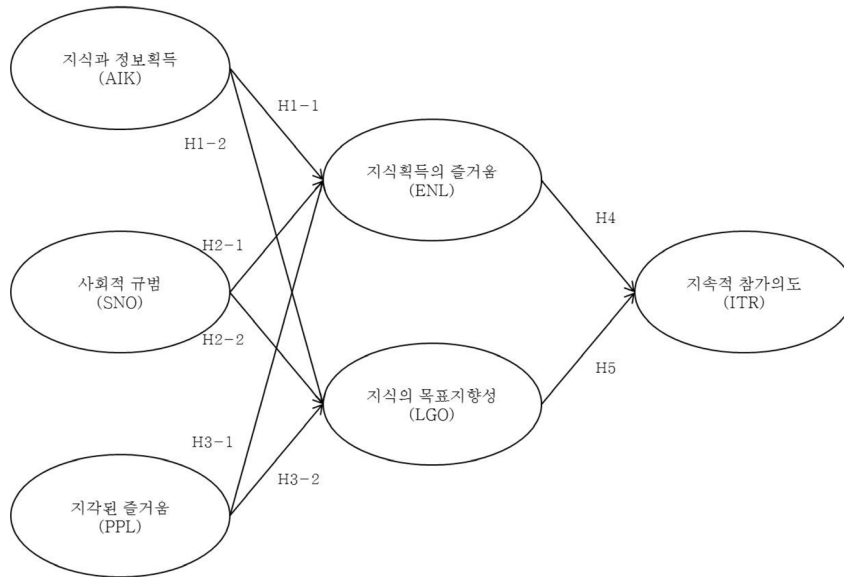 지식과 정보획득
(AIK)
H1-1
H1-2
지식획득의 즐거움
(ENL)
H2-1
H4
사회적 규범
(SNO)
지속적 참가의도
(ITR)
H2-2
H5
지식의 목표지향성
(LGO)
H3-1
H3-2
지각된 즐거움
(PPL)